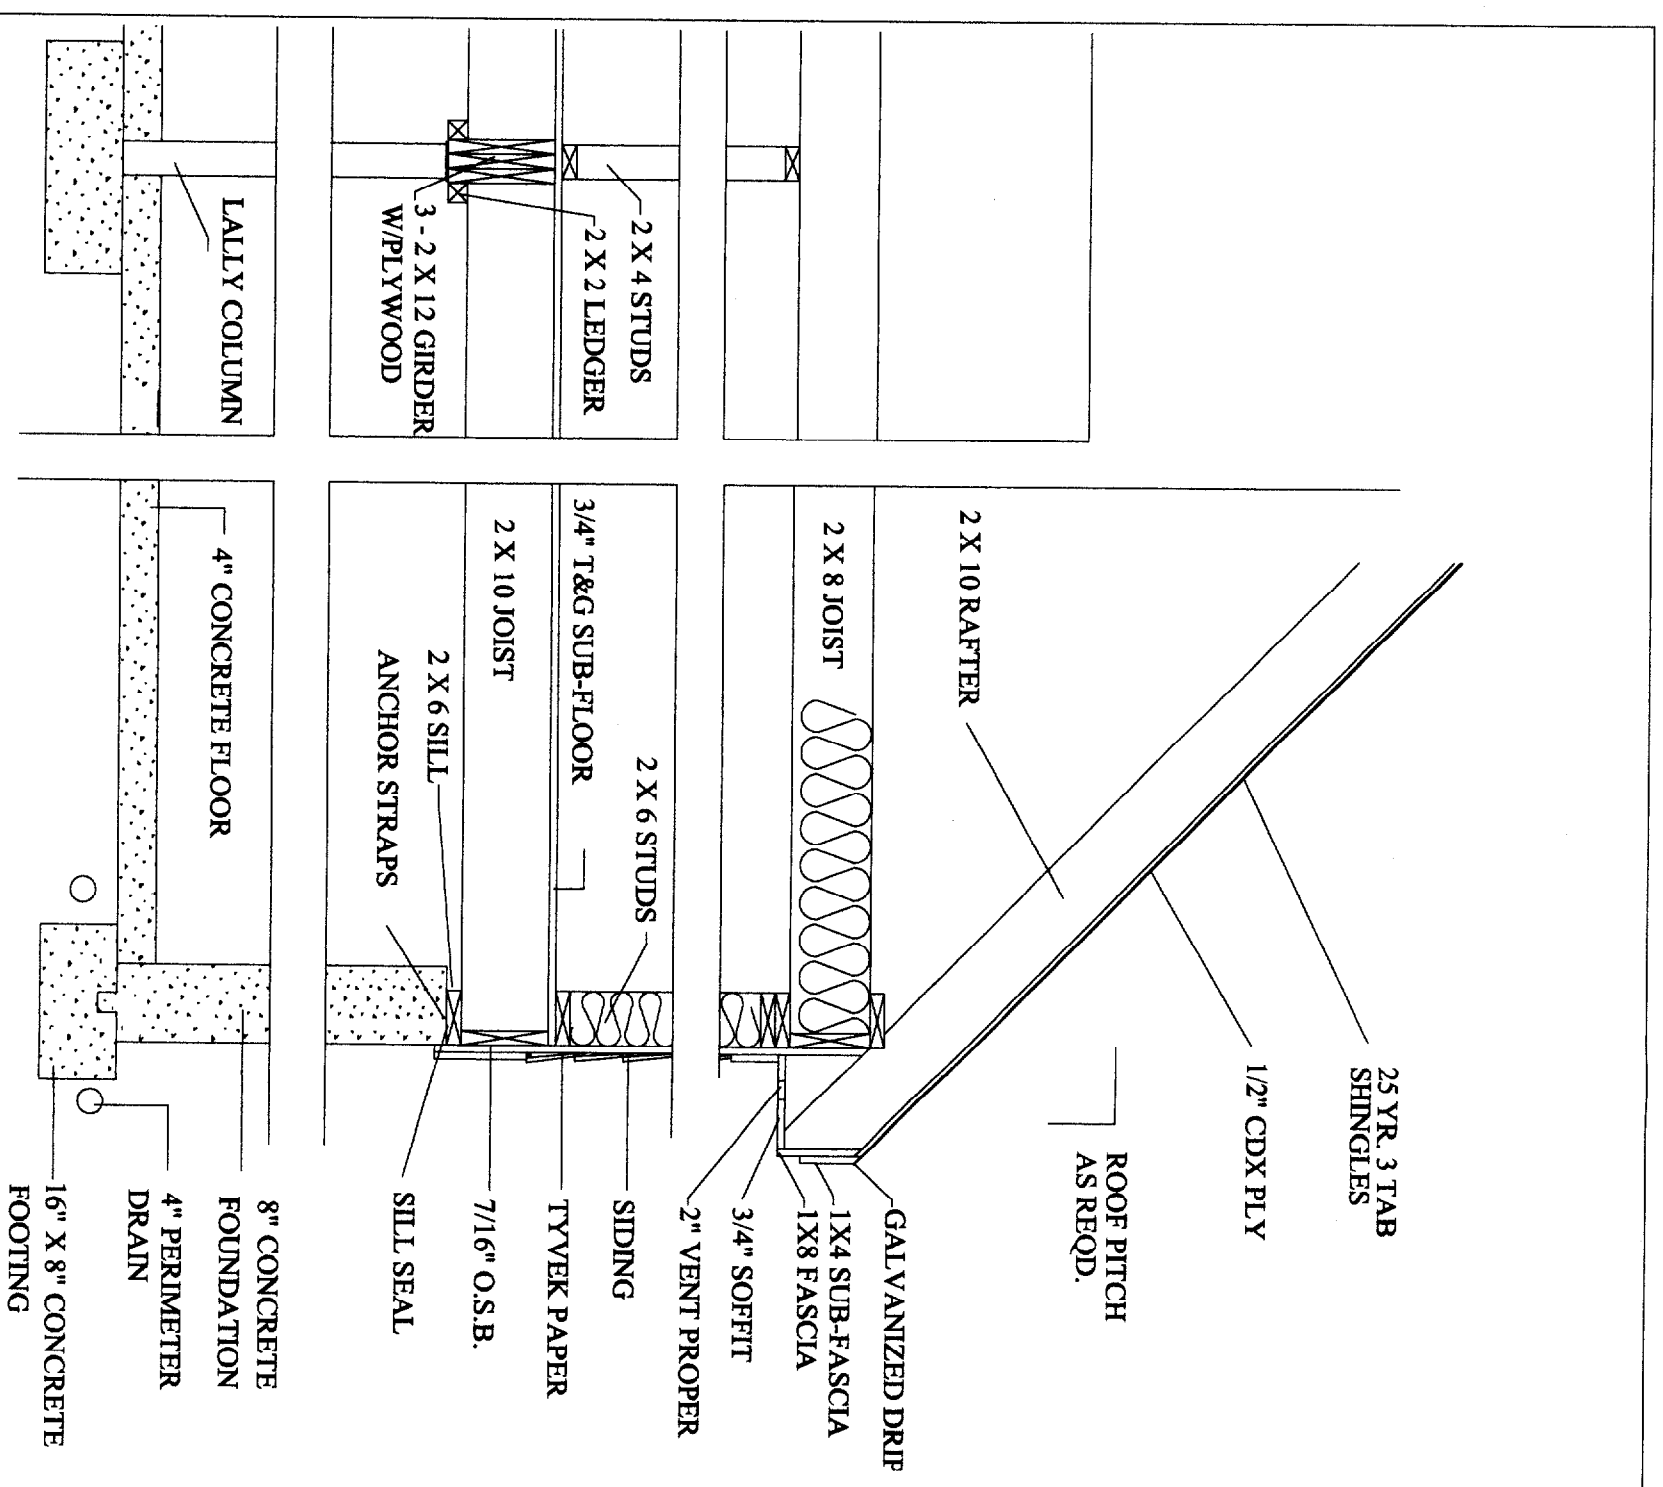 25 YR. 3 TAB
SHINGLES
1/2" CDX PLY
ROOF PITCH
AS REQD.
2 X 10 RAFTER
GALVANIZED DRIP
1X4 SUB-FASCIA
1X8 FASCIA
3/4" SOFFIT
2" VENT PROPER
2 X 8 JOIST
2 X 4 STUDS
2 X 2 LEDGER
3 - 2 X 12 GIRDER
W/PLYWOOD
2 X 6 STUDS
3/4" T&G SUB-FLOOR
2 X 10 JOIST
2 X 6 SILL
ANCHOR STRAPS
SIDING
TYVEK PAPER
7/16" O.S.B.
SILL SEAL
LALLY COLUMN
4" CONCRETE FLOOR
8" CONCRETE
FOUNDATION
4" PERIMETER
DRAIN
16" X 8" CONCRETE
FOOTING